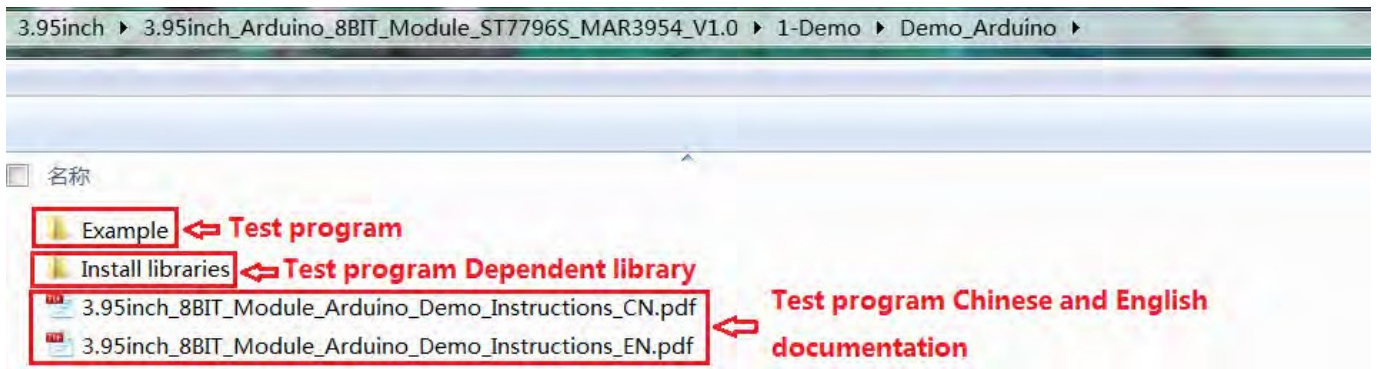 3.95inch ▸ 3.95inch_Arduino_8BIT_Module_ST7796S_MAR3954_V1.0 ▸ 1-Demo ▸ Demo_Arduino ▸
名称
Example Test program
Install libraries Test program Dependent library
3.95inch_8BIT_Module_Arduino_Demo_Instructions_CN.pdf
3.95inch_8BIT_Module_Arduino_Demo_Instructions_EN.pdf
Test program Chinese and English
documentation